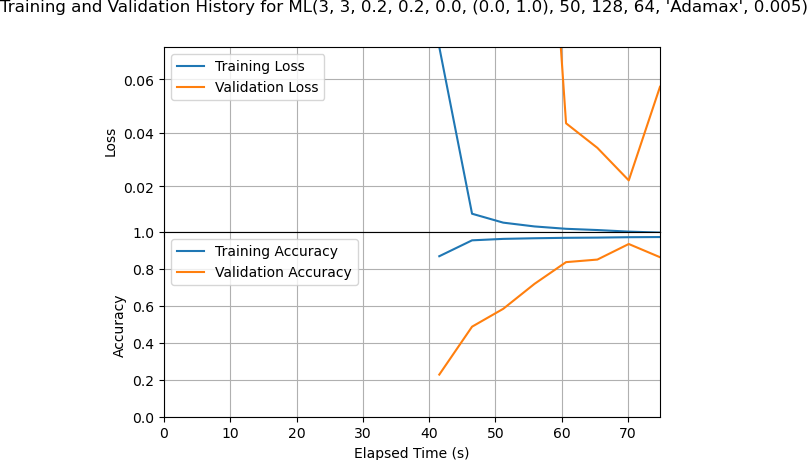 Training and Validation History for ML(3, 3, 0.2, 0.2, 0.0, (0.0, 1.0), 50, 128, 64, 'Adamax', 0.005)
Training Loss
Validation Loss
0.06
0.04
0.02
Loss
Training Accuracy
Validation Accuracy
1.0
0.8
0.6
0.4
0.2
0.0
Accuracy
0 10 20 30 40 50 60 70
Elapsed Time (s)